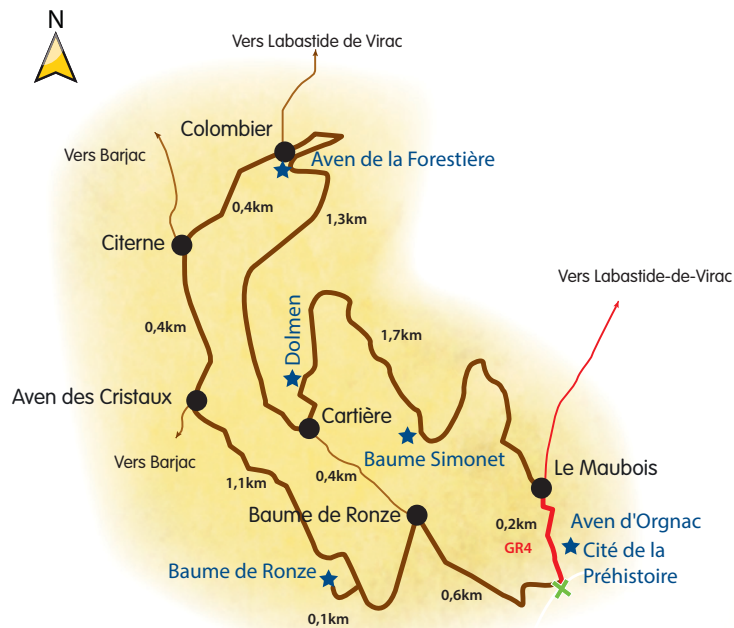 N
Vers Labastide de Virac
Colombier
Vers Barjac
Aven de la Forestière
0,4km
1,3km
Citerne
Vers Labastide-de-Virac
0,4km
Dolmen
1,7km
Aven des Cristaux
Cartière
Vers Barjac
0,4km
Baume Simonet
Le Maubois
1,1km
Baume de Ronze
0,2km
Aven d'Orgnac
GR4
Cité de la
Préhistoire
Baume de Ronze
0,6km
0,1km